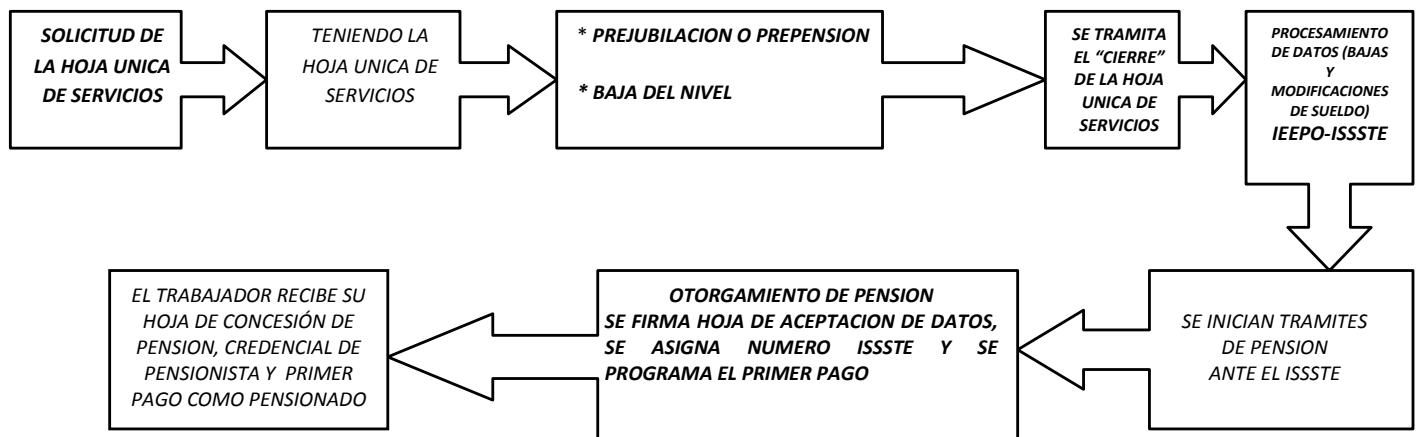 SOLICITUD DE
LA HOJA UNICA
DE SERVICIOS
TENIENDO LA
HOJA UNICA DE
SERVICIOS
* PREJUBILACION O PREPENSION
* BAJA DEL NIVEL
SE TRAMITA
EL “CIERRE”
DE LA HOJA
UNICA DE
SERVICIOS
PROCESAMIENTO
DE DATOS (BAJAS
Y
MODIFICACIONES
DE SUELDO)
IEEPO-ISSSTE
SE INICIAN TRAMITES
DE PENSION
ANTE EL ISSSTE
OTORGAMIENTO DE PENSION
SE FIRMA HOJA DE ACEPTACION DE DATOS,
SE ASIGNA NUMERO ISSSTE Y SE
PROGRAMA EL PRIMER PAGO
EL TRABAJADOR RECIBE SU
HOJA DE CONCESIÓN DE
PENSION, CREDENCIAL DE
PENSIONISTA Y PRIMER
PAGO COMO PENSIONADO